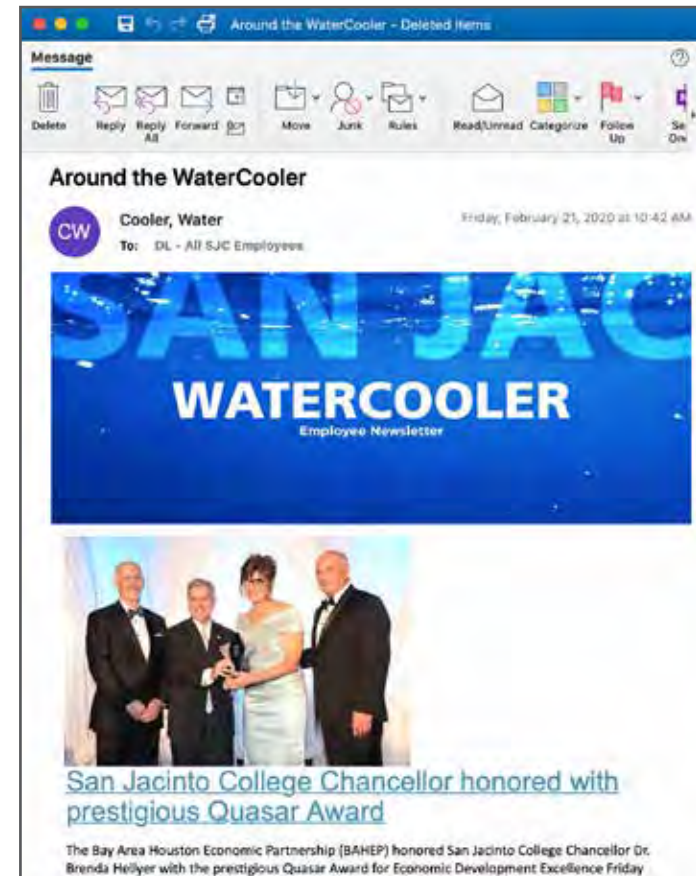 Around the WaterCooler - Deleted Items
Message
Delete
Reply
Reply All
Forward
Move
Junk
Rules
Read/Unread
Categorize
Follow Up
Around the WaterCooler
CW
Cooler, Water
Friday, February 21, 2020 at 10:42 AM
To: DL - All SJC Employees
SAN JAC
WATERCOOLER
Employee Newsletter
San Jacinto College Chancellor honored with
prestigious Quasar Award
The Bay Area Houston Economic Partnership (BAHEP) honored San Jacinto College Chancellor Dr.
Brenda Hellyer with the prestigious Quasar Award for Economic Development Excellence Friday